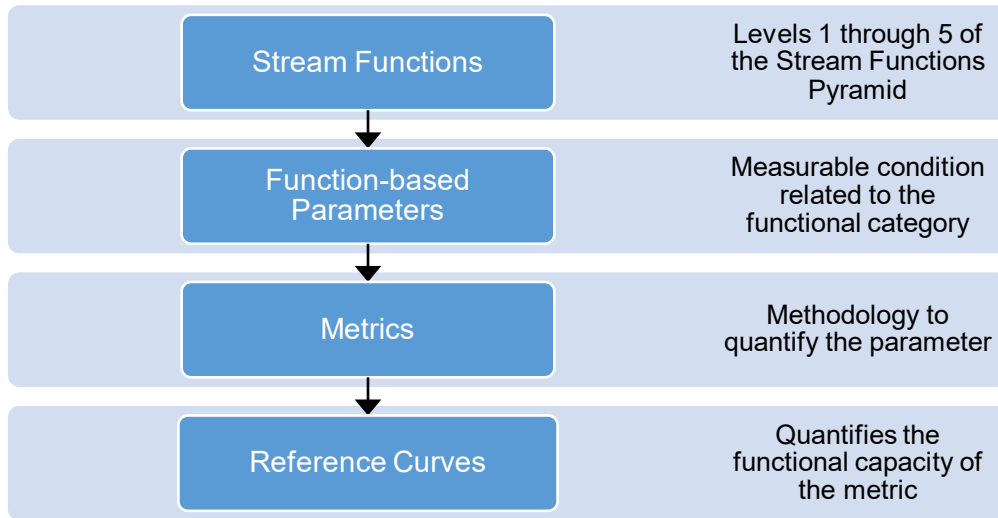 Stream Functions
Levels 1 through 5 of
the Stream Functions
Pyramid
Function-based
Parameters
Measurable condition
related to the
functional category
Metrics
Methodology to
quantify the parameter
Reference Curves
Quantifies the
functional capacity of
the metric